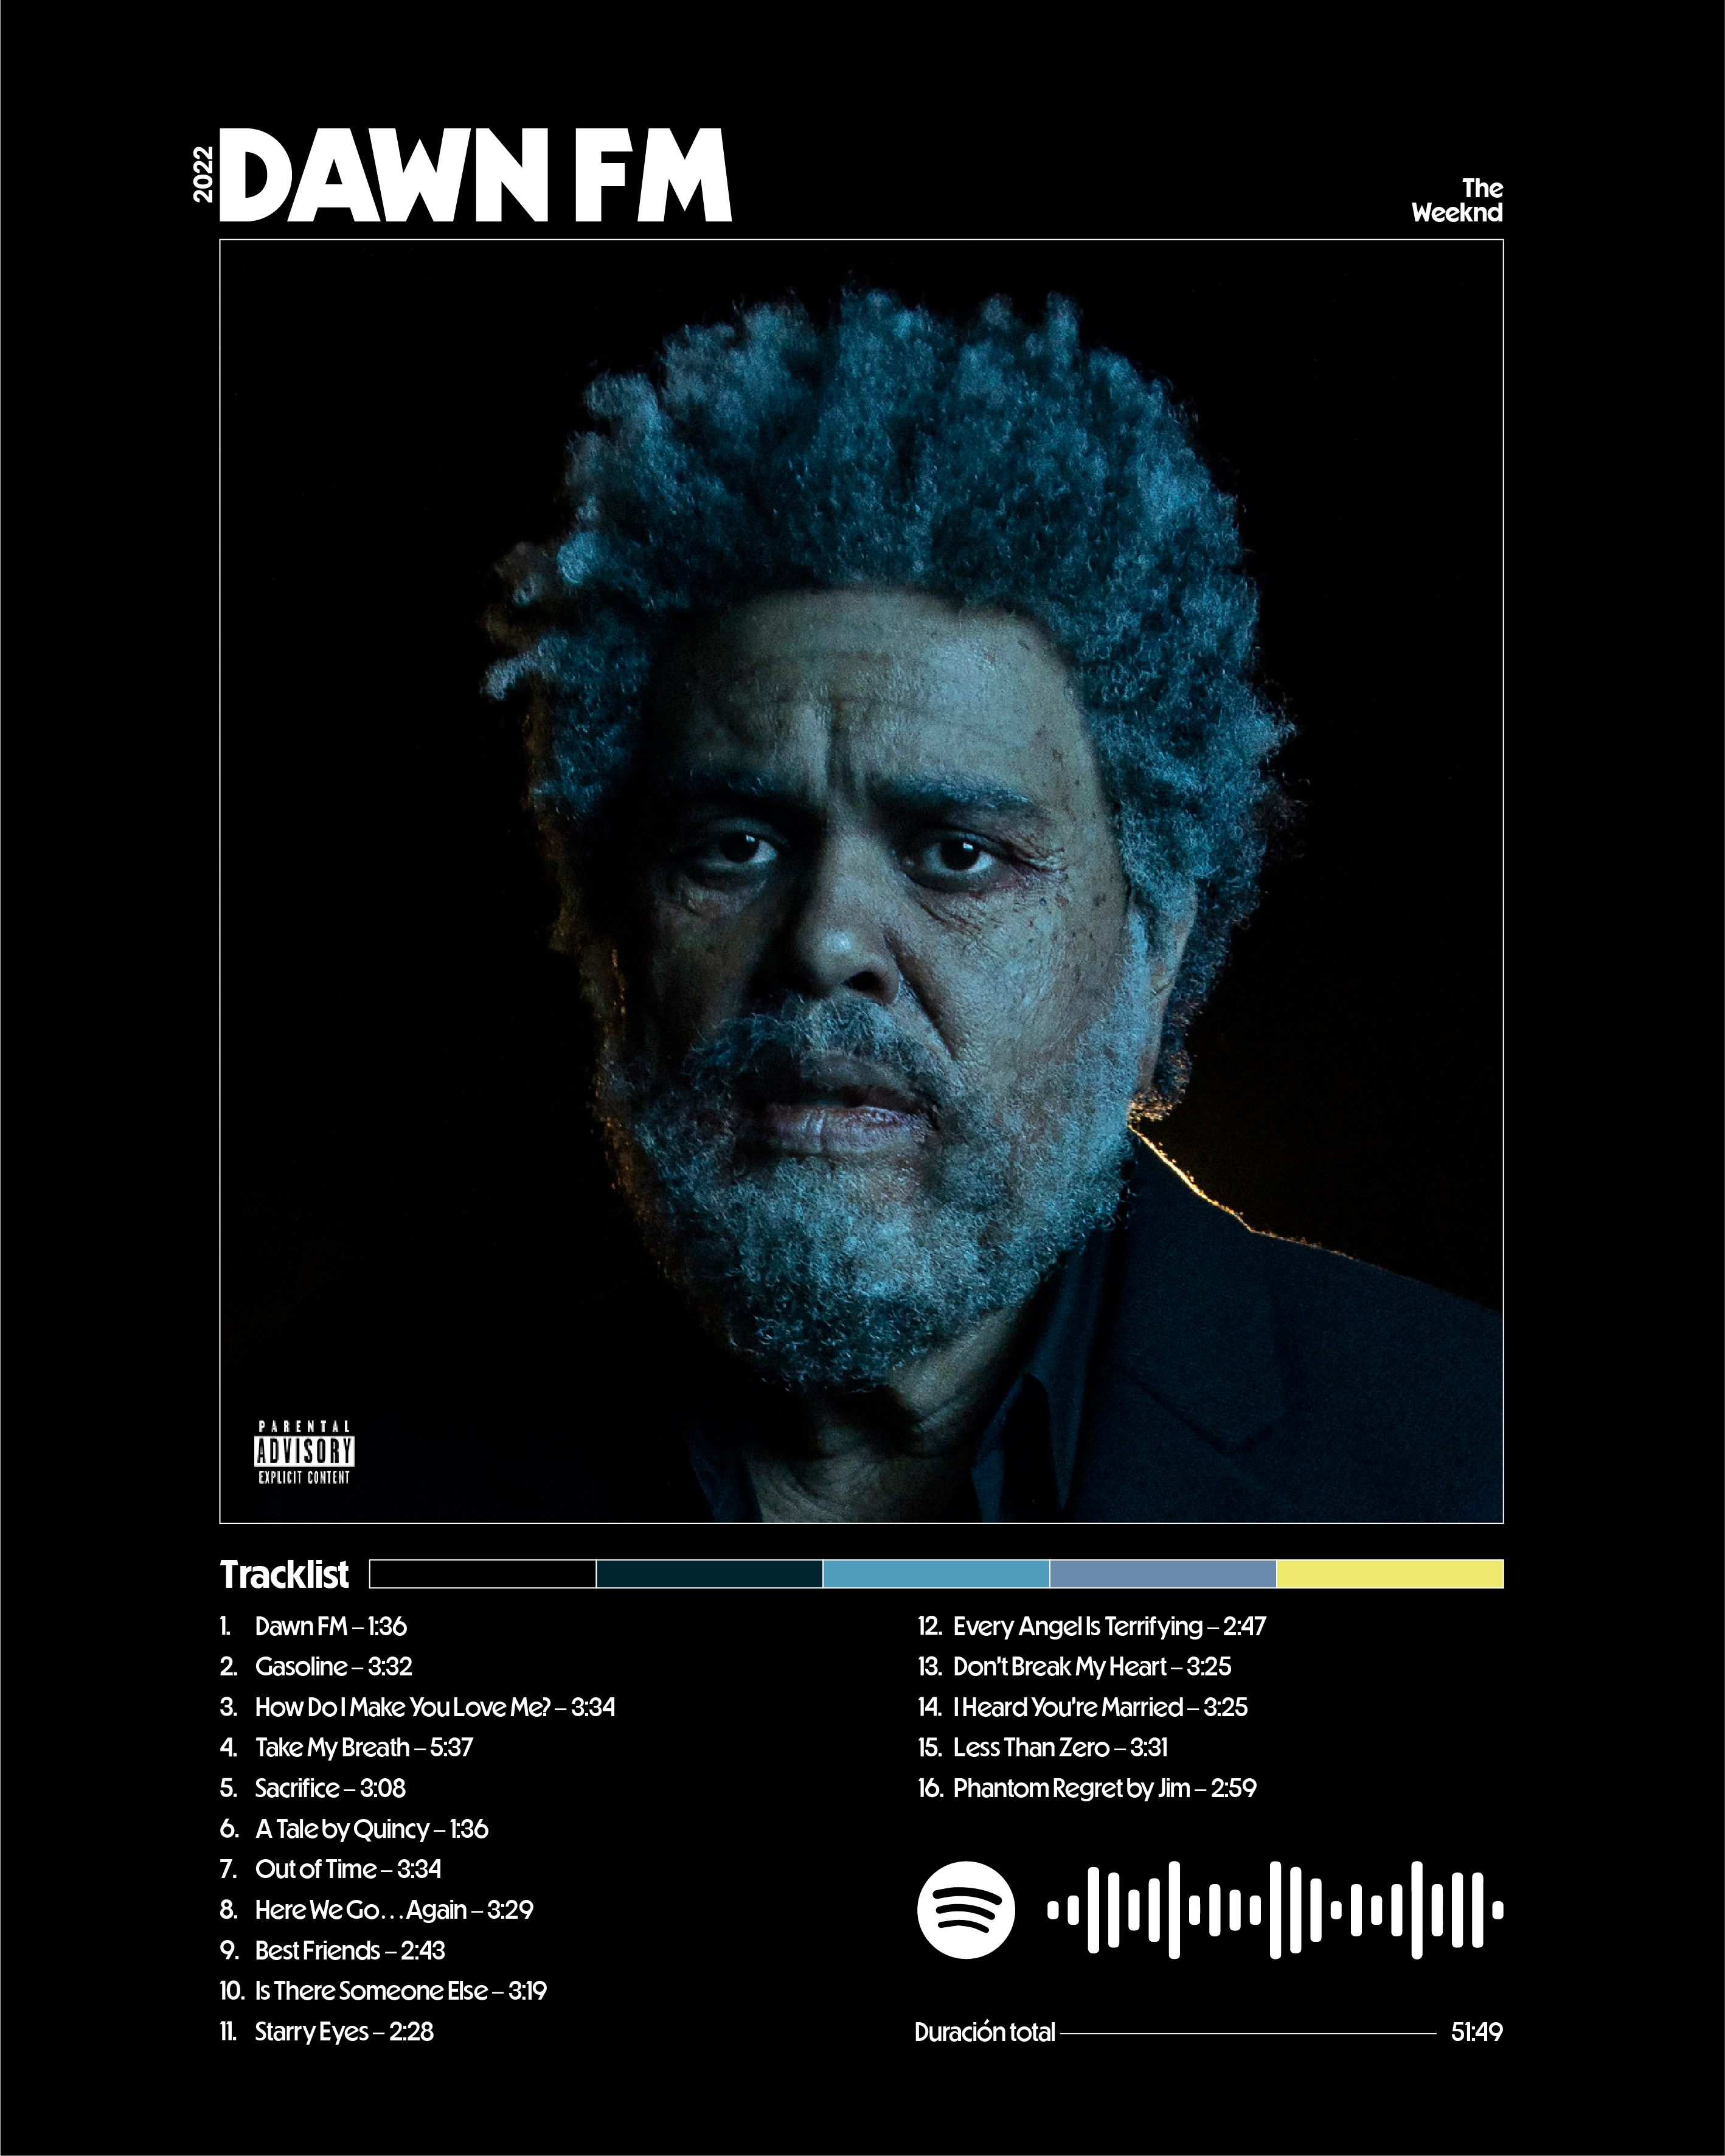 2022
DAWN FM
The
Weeknd
PARENTAL
ADVISORY
EXPLICIT CONTENT
Tracklist
1. Dawn FM – 1:36
2. Gasoline – 3:32
3. How Do I Make You Love Me? – 3:34
4. Take My Breath – 5:37
5. Sacrifice – 3:08
6. A Tale by Quincy – 1:36
7. Out of Time – 3:34
8. Here We Go... Again – 3:29
9. Best Friends – 2:43
10. Is There Someone Else – 3:19
11. Starry Eyes – 2:28
12. Every Angel Is Terrifying – 2:47
13. Don't Break My Heart – 3:25
14. I Heard You're Married – 3:25
15. Less Than Zero – 3:31
16. Phantom Regret by Jim – 2:59
Duración total 51:49